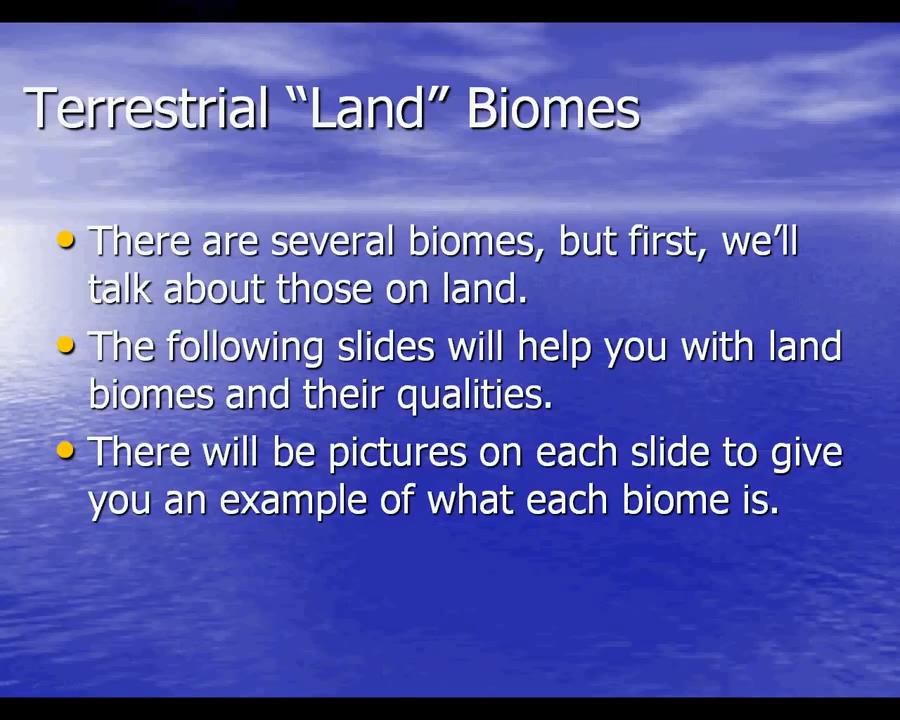 Terrestrial “Land” Biomes
• There are several biomes, but first, we’ll
talk about those on land.
• The following slides will help you with land
biomes and their qualities.
• There will be pictures on each slide to give
you an example of what each biome is.